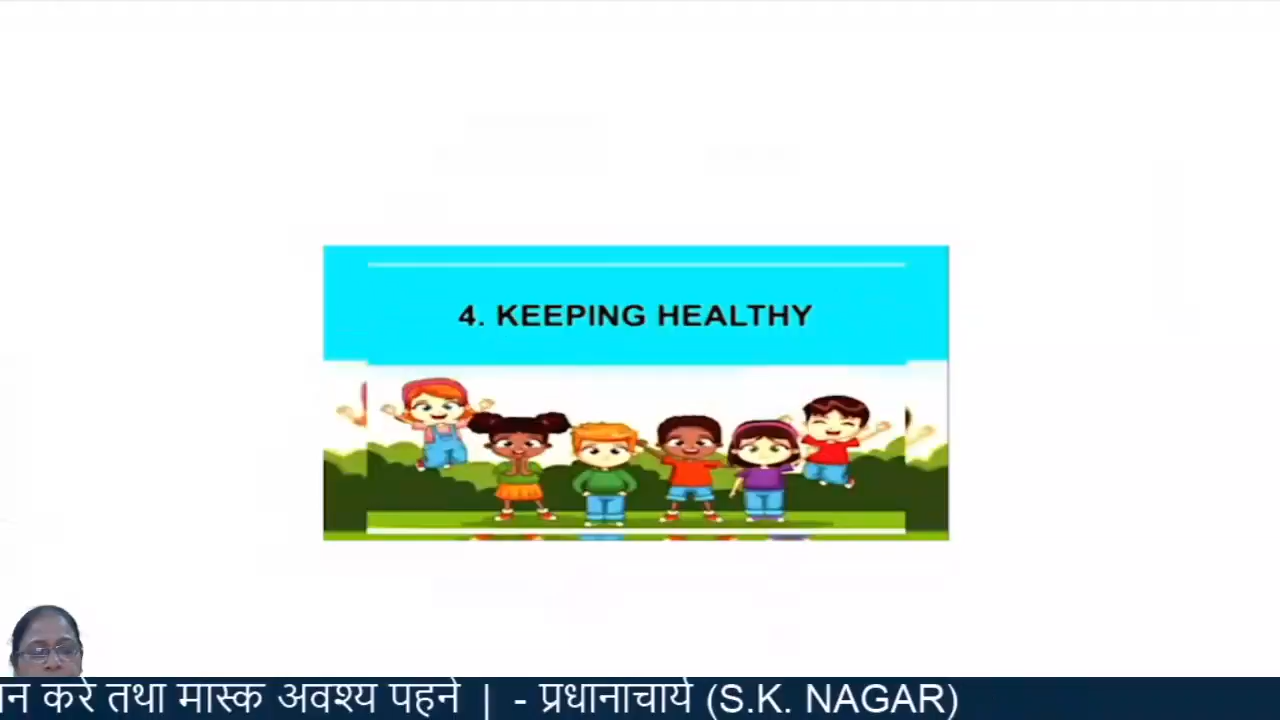 4. KEEPING HEALTHY
न करे तथा मास्क अवश्य पहने | - प्रधानाचार्य (S.K. NAGAR)